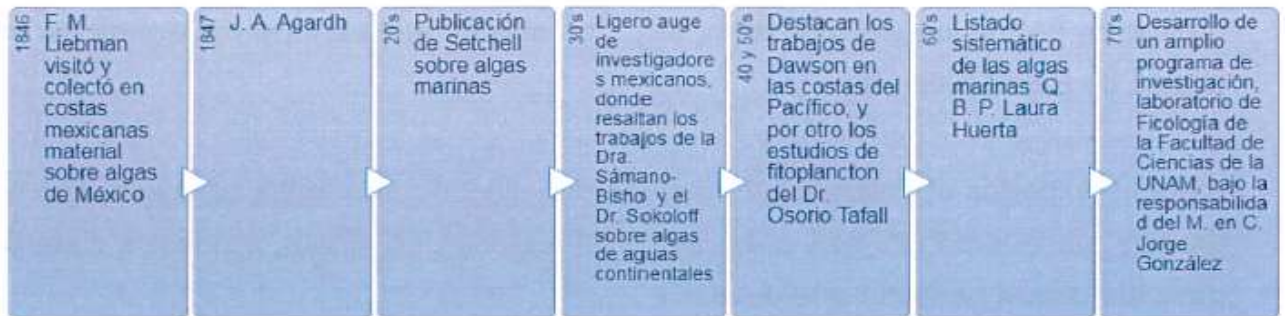 1846
F. M.
Liebman
visitó y
colectó en
costas
mexicanas
material
sobre algas
de México
1847
J. A. Agardh
20's
Publicación
de Setchell
sobre algas
marinas
30's
Ligero auge
de
investigadore
s mexicanos,
donde
resaltan los
trabajos de la
Dra.
Sámano-
Bisho y el
Dr. Sokoloff
sobre algas
de aguas
continentales
40 y 50's
Destacan los
trabajos de
Dawson en
las costas del
Pacífico, y
por otro los
estudios de
fitoplancton
del Dr.
Osorio Tafall
60's
Listado
sistemático
de las algas
marinas Q.
B. P. Laura
Huerta
70's
Desarrollo de
un amplio
programa de
investigación,
laboratorio de
Ficología de
la Facultad de
Ciencias de la
UNAM, bajo la
responsabilida
d del M. en C.
Jorge
González